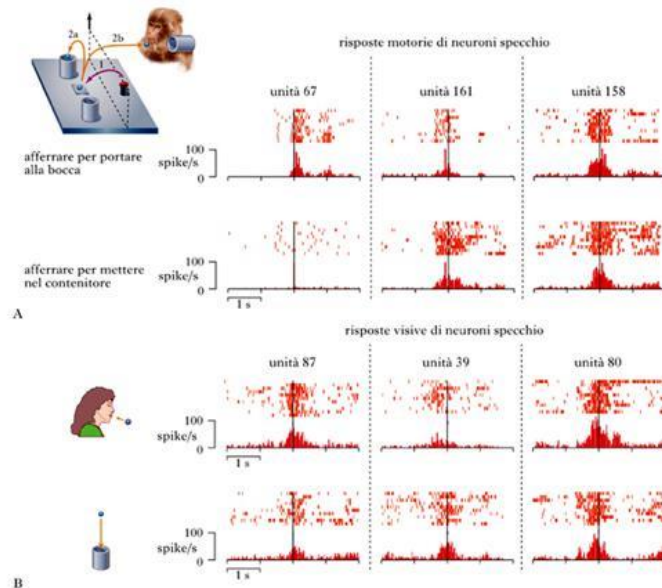 2a
2b
1
risposte motorie di neuroni specchio
unità 67
unità 161
unità 158
afferrare per portare
alla bocca
spike/s
100
0
afferrare per mettere
nel contenitore
spike/s
100
0
1 s
A
risposte visive di neuroni specchio
unità 87
unità 39
unità 80
spike/s
100
0
1 s
spike/s
100
0
1 s
B